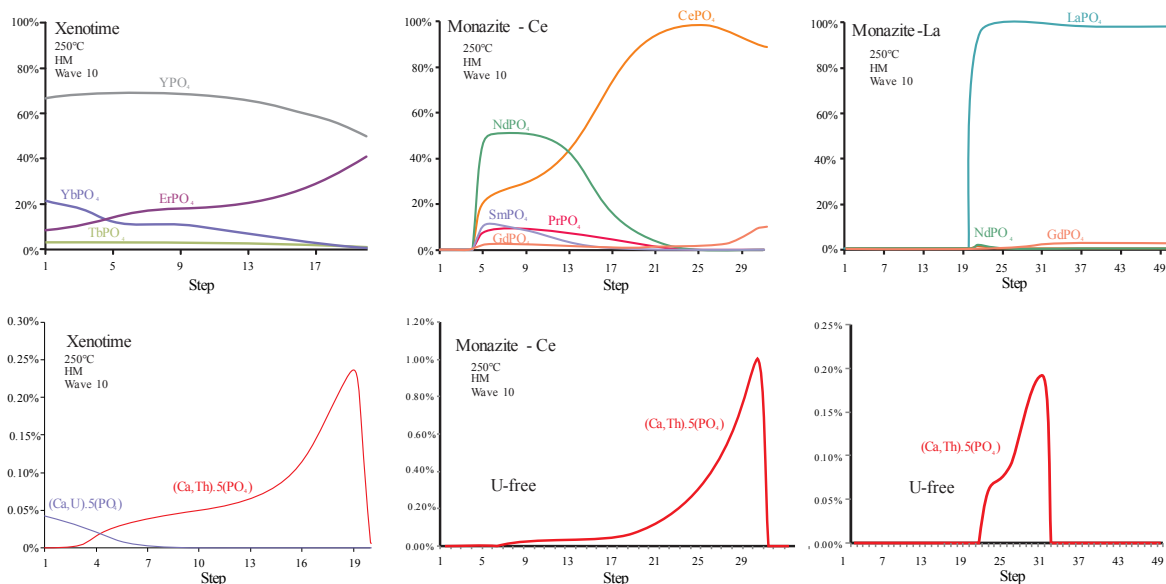 Xenotime
250℃
HM
Wave 10
100%
80%
60%
40%
20%
0%
YPO₄
YbPO₄
ErPO₄
TbPO₄
1 5 9 13 17
Step
Monazite - Ce
250℃
HM
Wave 10
100%
80%
60%
40%
20%
0%
CePO₄
NdPO₄
SmPO₄
PrPO₄
GdPO₄
1 5 9 13 17 21 25 29
Step
Monazite -La
250℃
HM
Wave 10
100%
80%
60%
40%
20%
0%
LaPO₄
NdPO₄
GdPO₄
1 7 13 19 25 31 37 43 49
Step
Xenotime
250℃
HM
Wave 10
0.30%
0.25%
0.20%
0.15%
0.10%
0.05%
0%
(Ca,U).5(PO₄)
(Ca,Th).5(PO₄)
1 4 7 10 13 16 19
Step
Monazite - Ce
250℃
HM
Wave 10
1.20%
1.00%
0.80%
0.60%
0.40%
0.20%
0.00%
(Ca,Th).5(PO₄)
U-free
1 5 9 13 17 21 25 29
Step
0.25%
0.20%
0.15%
0.10%
0.05%
0.00%
(Ca,Th).5(PO₄)
U-free
1 5 9 13 17 21 25 29 33 37 41 45 49
Step